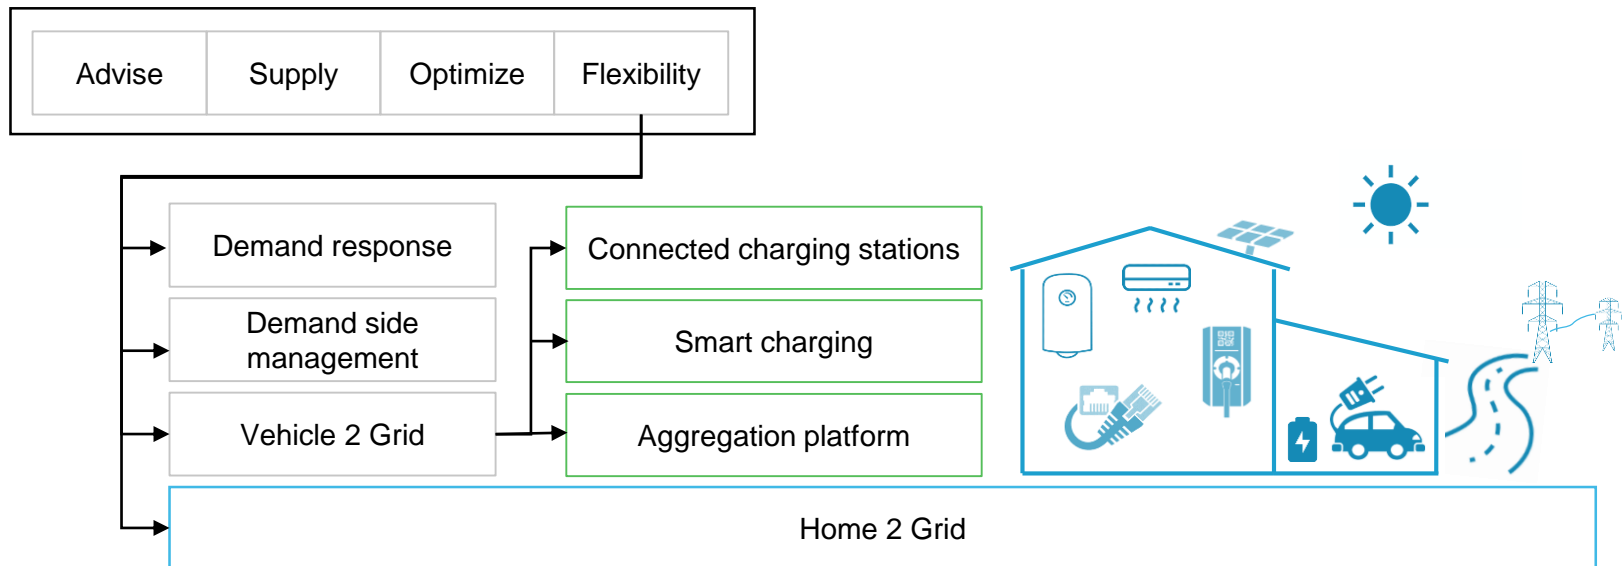 Advise
Supply
Optimize
Flexibility
Demand response
Connected charging stations
Demand side
management
Smart charging
Vehicle 2 Grid
Aggregation platform
Home 2 Grid